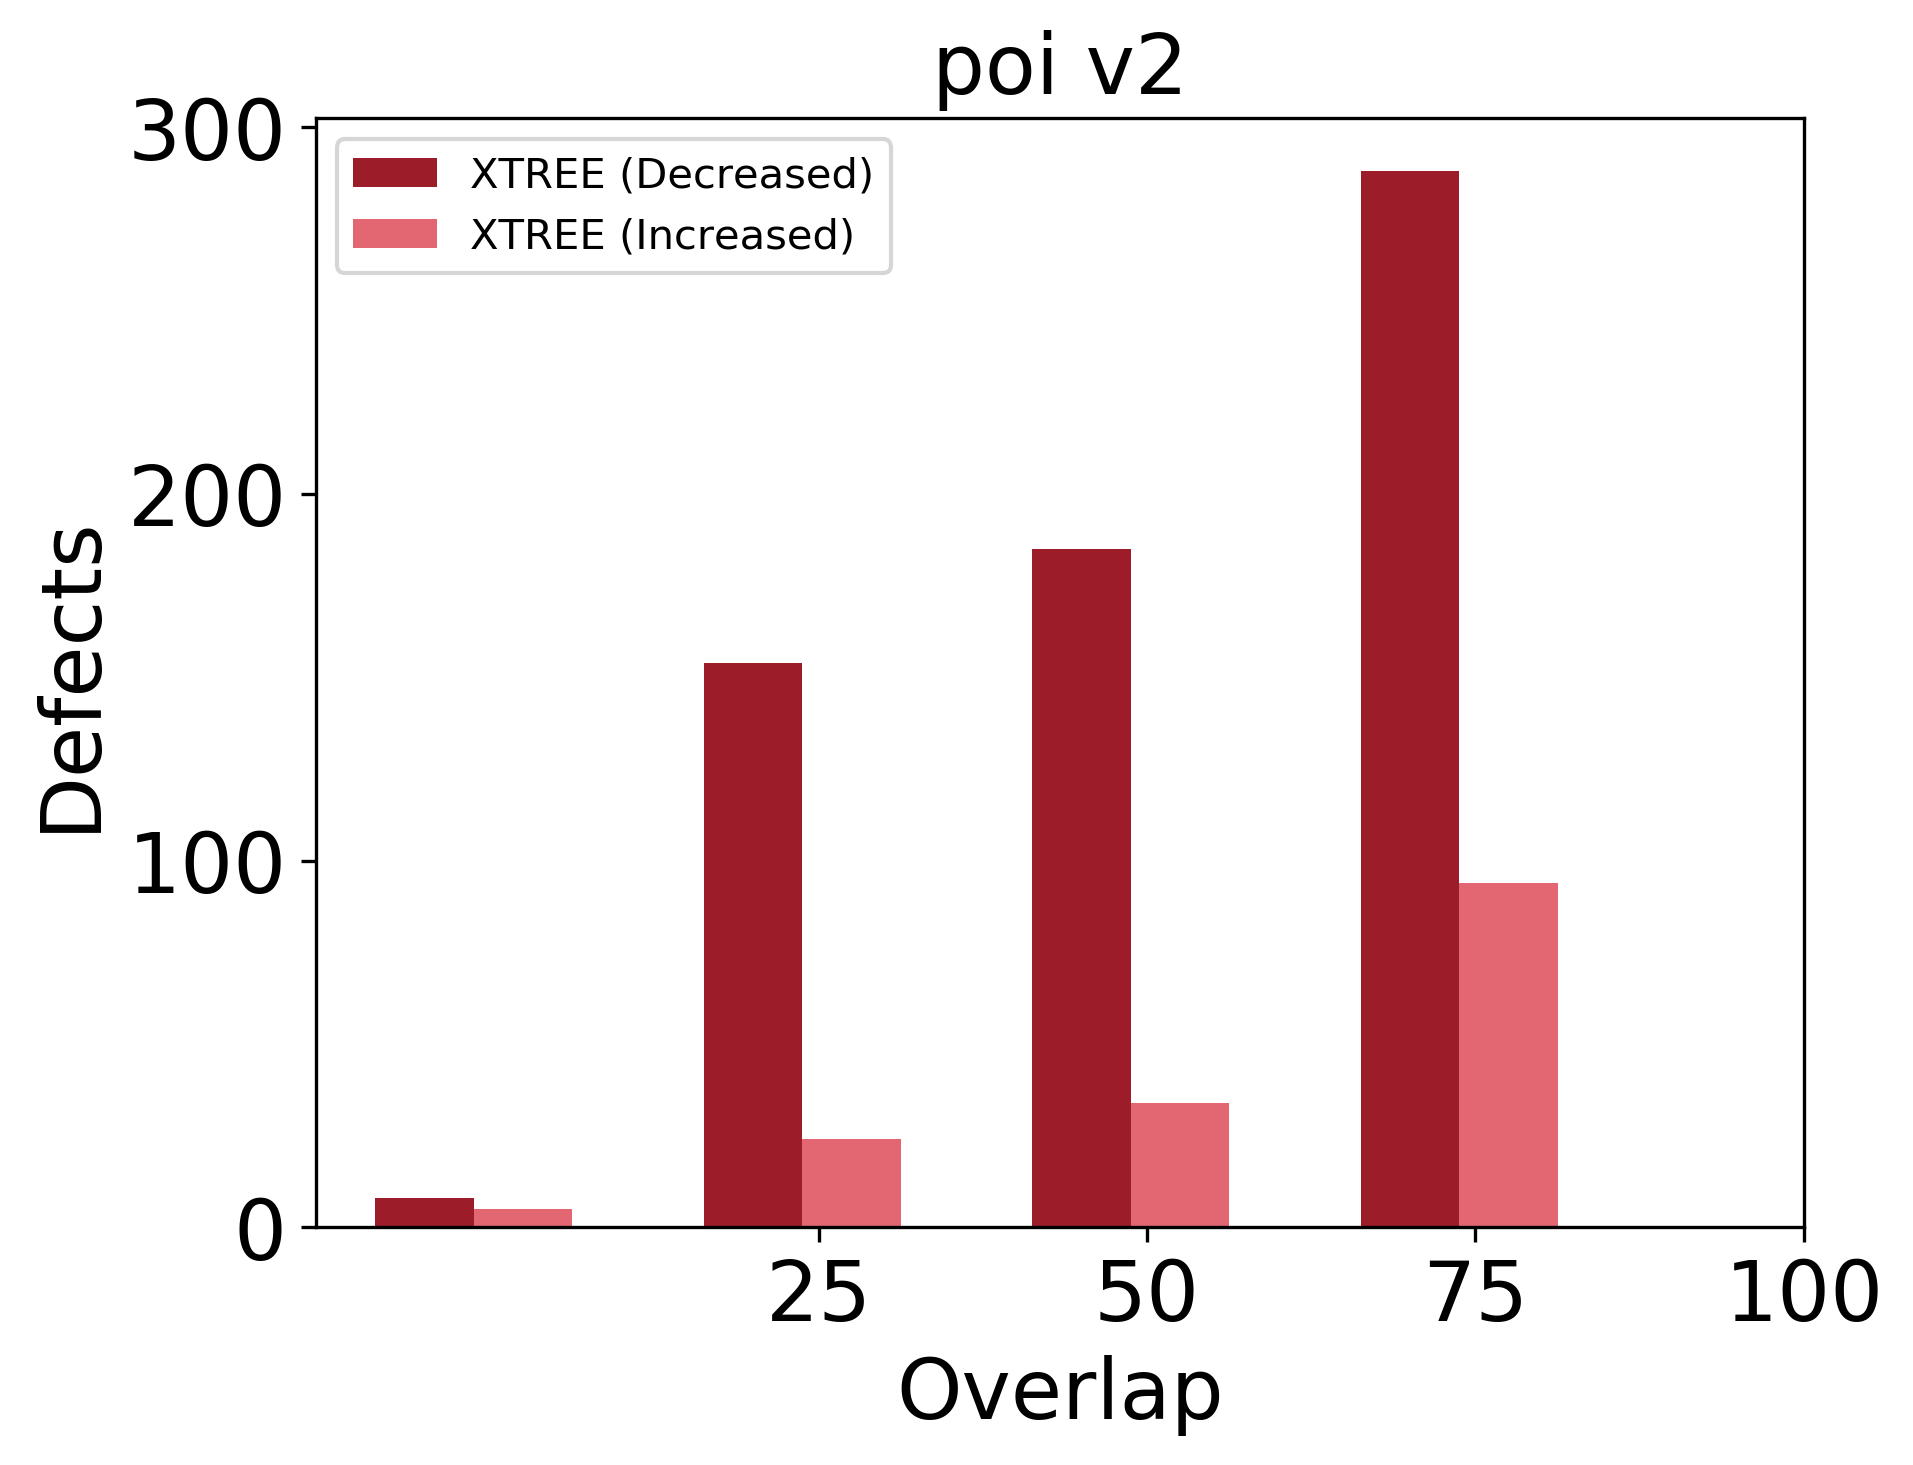 poi v2
XTREE (Decreased)
XTREE (Increased)
300
200
100
0
Defects
25 50 75 100
Overlap